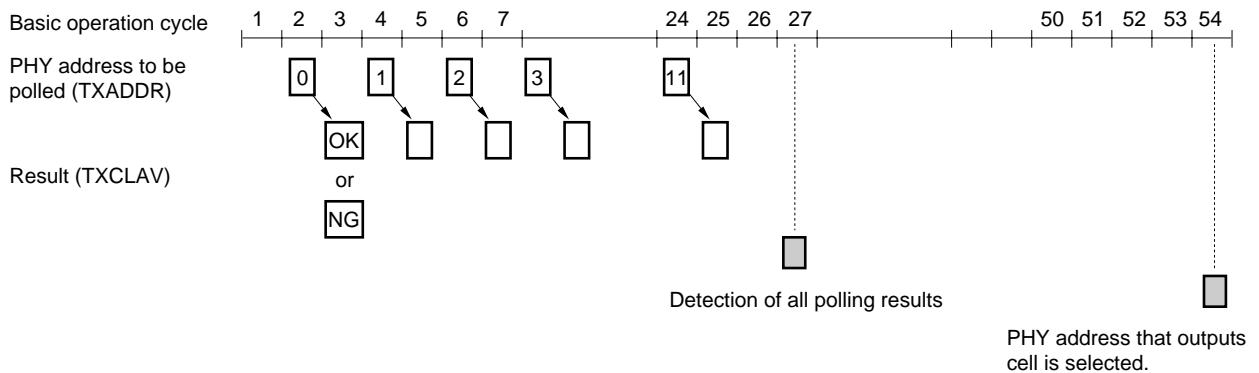 Basic operation cycle 1 2 3 4 5 6 7 24 25 26 27 50 51 52 53 54
PHY address to be
polled (TXADDR)
0 1 2 3 11
OK
Result (TXCLAV)
or
NG
Detection of all polling results
PHY address that outputs
cell is selected.